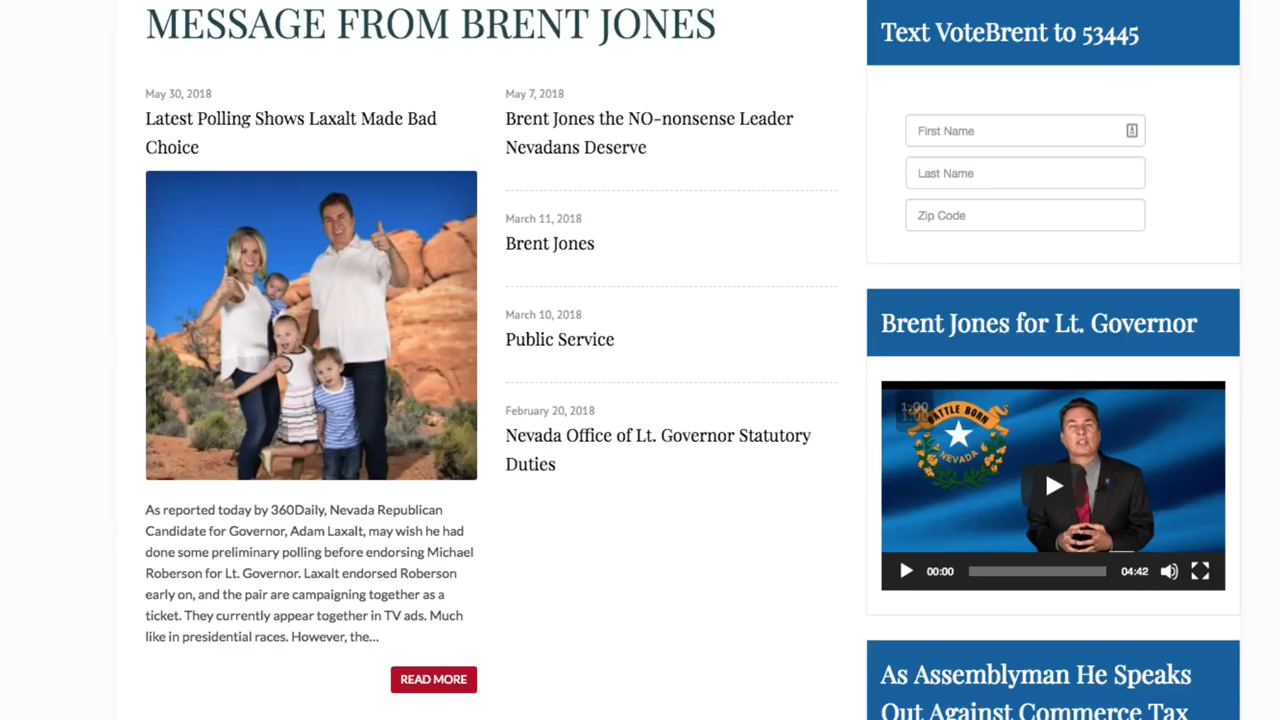 MESSAGE FROM BRENT JONES
May 30, 2018
Latest Polling Shows Laxalt Made Bad
Choice
As reported today by 360Daily, Nevada Republican
Candidate for Governor, Adam Laxalt, may wish he had
done some preliminary polling before endorsing Michael
Roberson for Lt. Governor. Laxalt endorsed Roberson
early on, and the pair are campaigning together as a
ticket. They currently appear together in TV ads. Much
like in presidential races. However, the...
READ MORE
May 7, 2018
Brent Jones the NO-nonsense Leader
Nevadans Deserve
March 11, 2018
Brent Jones
March 10, 2018
Public Service
February 20, 2018
Nevada Office of Lt. Governor Statutory
Duties
Text VoteBrent to 53445
First Name
Last Name
Zip Code
Brent Jones for Lt. Governor
BATTLE BORN
NEVADA
00:00
04:42
As Assemblyman He Speaks
Out Against Commerce Tax